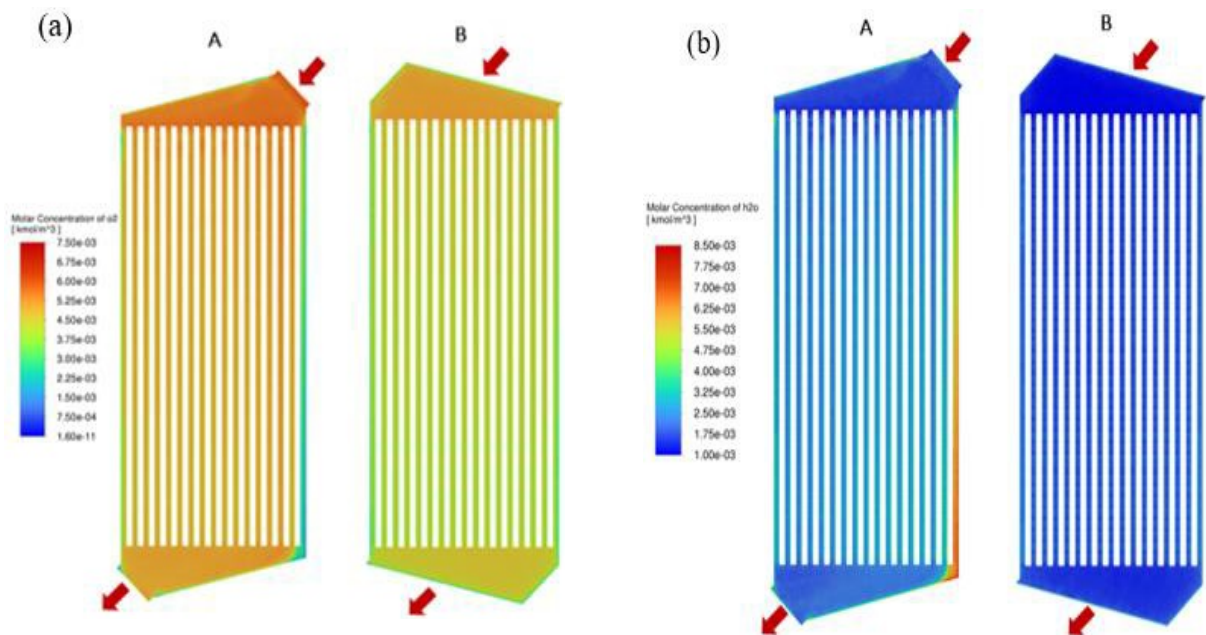 (a)
A
B
Molar Concentration of o2
[ kmol/m^3 ]
7.50e-03
6.75e-03
6.00e-03
5.25e-03
4.50e-03
3.75e-03
3.00e-03
2.25e-03
1.50e-03
7.50e-04
1.60e-11
(b)
A
B
Molar Concentration of h2o
[ kmol/m^3 ]
8.50e-03
7.75e-03
7.00e-03
6.25e-03
5.50e-03
4.75e-03
4.00e-03
3.25e-03
2.50e-03
1.75e-03
1.00e-03